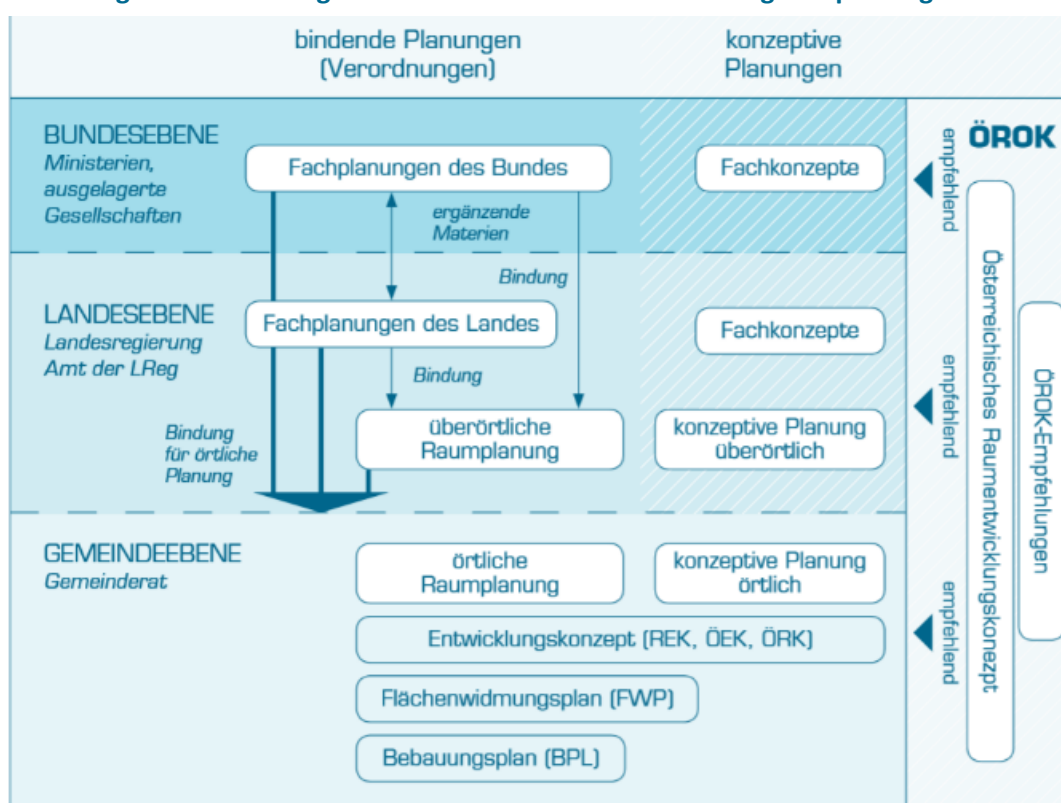 bindende Planungen
(Verordnungen)
konzeptive
Planungen
BUNDESEBENE
Ministerien,
ausgelagerte
Gesellschaften
Fachplanungen des Bundes
Fachkonzepte
ergänzende
Materien
Bindung
LANDESEBENE
Landesregierung
Amt der LReg
Fachplanungen des Landes
Fachkonzepte
Bindung
Bindung
für örtliche
Planung
überörtliche
Raumplanung
konzeptive Planung
überörtlich
GEMEINDEEBENE
Gemeinderat
örtliche
Raumplanung
konzeptive Planung
örtlich
Entwicklungskonzept (REK, ÖEK, ÖRK)
Flächenwidmungsplan (FWP)
Bebauungsplan (BPL)
ÖROK
empfehlend
empfehlend
empfehlend
Österreichisches Raumentwicklungskonezpt
ÖROK-Empfehlungen